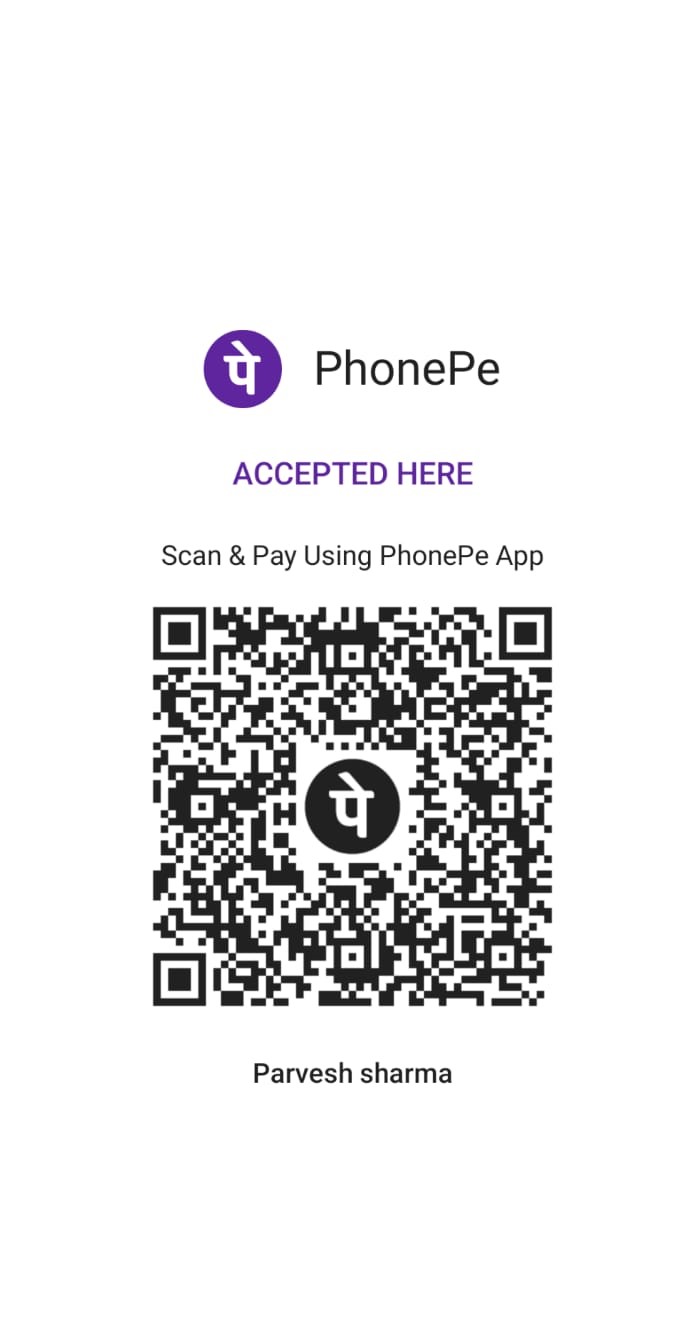 पे PhonePe
ACCEPTED HERE
Scan & Pay Using PhonePe App
पे
Parvesh sharma